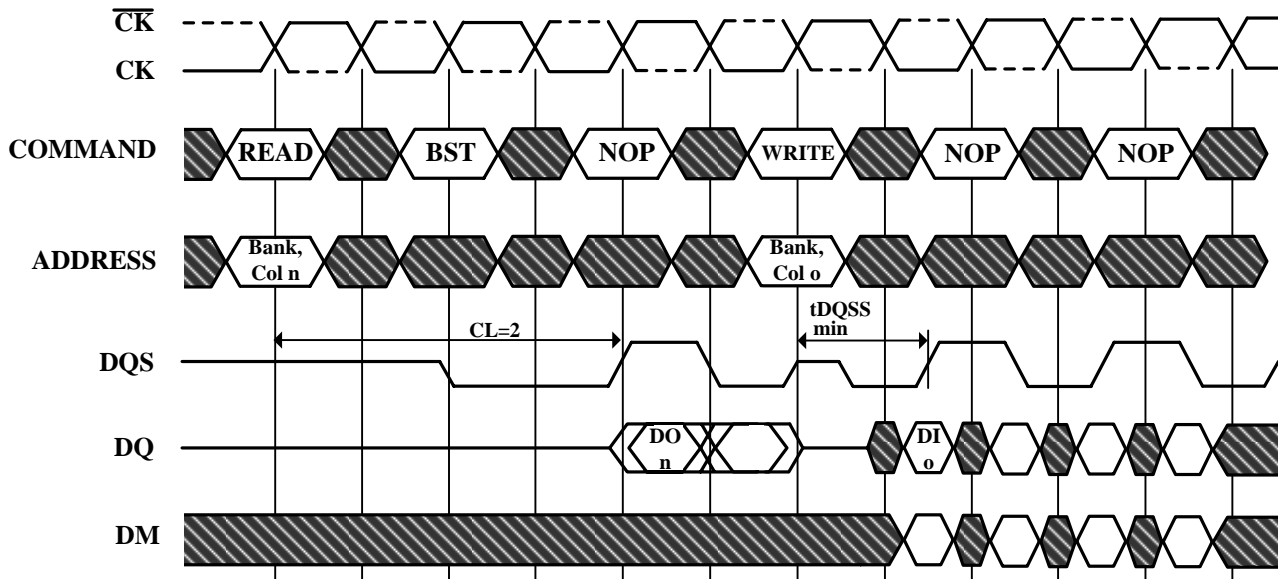 CK
CK
COMMAND
READ
BST
NOP
WRITE
NOP
NOP
ADDRESS
Bank,
Col n
Bank,
Col o
CL=2
tDQSS
min
DQS
DQ
DO
n
DI
o
DM